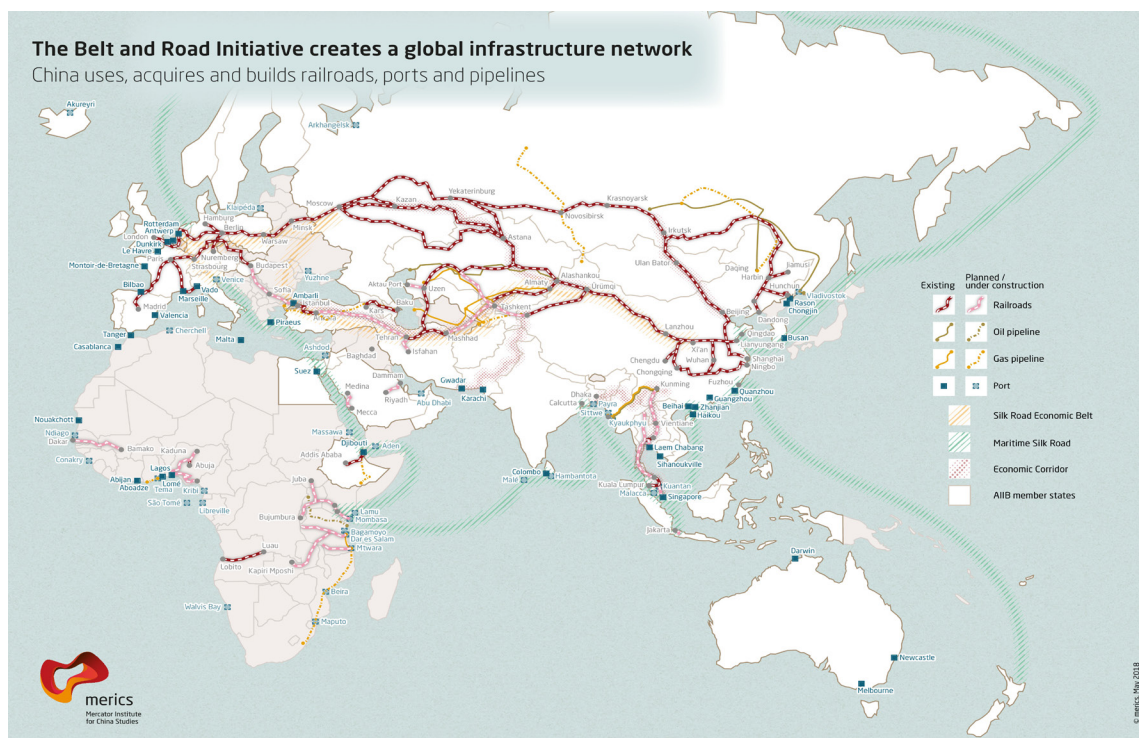 The Belt and Road Initiative creates a global infrastructure network
China uses, acquires and builds railroads, ports and pipelines
Akureyri
Arkhangelsk
Klaipėda
Moscow
Kazan
Yekaterinburg
Novosibirsk
Krasnoyarsk
Irkutsk
Ulan Bator
Astana
Rotterdam
Antwerp
Hamburg
Berlin
London
Dunkirk
Le Havre
Paris
Warsaw
Minsk
Nuremberg
Strasbourg
Budapest
Montoir-de-Bretagne
Bilbao
Madrid
Marseille
Vado
Venice
Valencia
Sofia
Yuzhne
Ambarli
Istanbul
Ankara
Kars
Baku
Aktau Port
Uzen
Tashkent
Almaty
Alashankou
Ürümqi
Daqing
Harbin
Jiamusi
Hunchun
Vladivostok
Rason
Chongjin
Dandong
Beijing
Qingdao
Lianyungang
Busan
Shanghai
Ningbo
Lanzhou
Xi'an
Wuhan
Chengdu
Chongqing
Fuzhou
Quanzhou
Guangzhou
Kunming
Beihai
Zhanjian
Haikou
Tanger
Casablanca
Cherchell
Malta
Piraeus
Ashdod
Suez
Tehran
Mashhad
Isfahan
Baghdad
Dammam
Riyadh
Medina
Mecca
Abu Dhabi
Gwadar
Karachi
Dhaka
Calcutta
Payra
Sittwe
Kyaukphyu
Vientiane
Laem Chabang
Sihanoukville
Kuala Lumpur
Kuantan
Malacca
Singapore
Jakarta
Colombo
Hambantota
Malé
Nouakchott
Ndiago
Dakar
Bamako
Conakry
Kaduna
Abuja
Lagos
Lomé
Tema
Abijan
Aboadze
Kribi
São Tomé
Libreville
Massawa
Aden
Djibouti
Addis Ababa
Juba
Bujumbura
Lamu
Mombasa
Bagamoyo
Dar es Salam
Mtwara
Luau
Lobito
Kapiri Mposhi
Walvis Bay
Beira
Maputo
Darwin
Newcastle
Melbourne
Existing
Planned /
under construction
Railroads
Oil pipeline
Gas pipeline
Port
Silk Road Economic Belt
Maritime Silk Road
Economic Corridor
AIIB member states
merics
Mercator Institute
for China Studies
© merics, May 2018